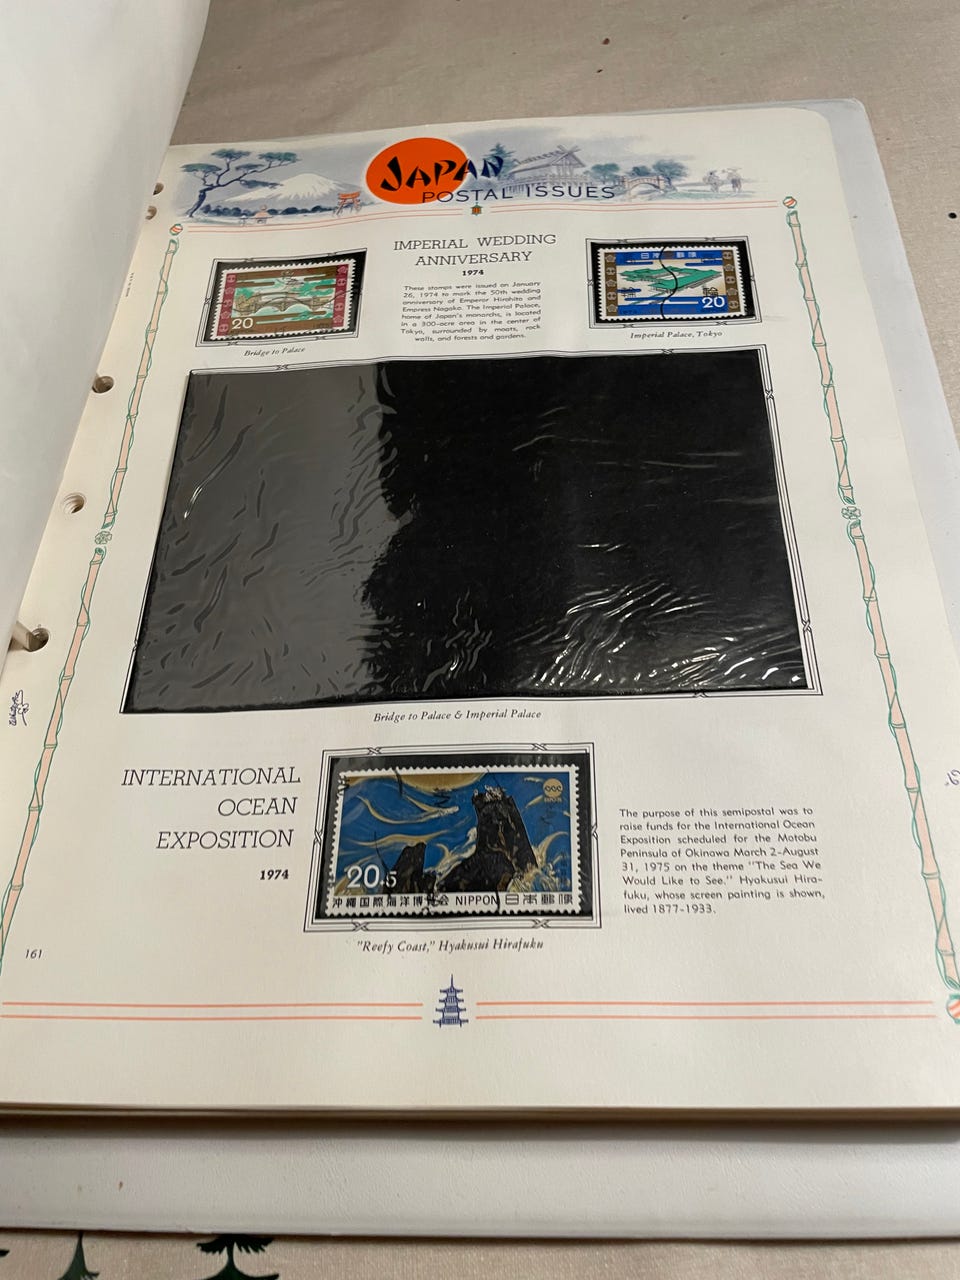 JAPAN
POSTAL ISSUES
IMPERIAL WEDDING
ANNIVERSARY
1974
These stamps were issued on January
26, 1974 to mark the 50th wedding
anniversary of Emperor Hirohito and
Empress Nagako. The Imperial Palace,
home of Japan's monarchs, is located
in a 300-acre area in the center of
Tokyo, surrounded by moats, rock
walls, and forests and gardens.
20
Bridge to Palace
日本郵便
20
Imperial Palace, Tokyo
Bridge to Palace & Imperial Palace
INTERNATIONAL
OCEAN
EXPOSITION
1974
20+5
沖縄国際海洋博覧会 NIPPON 日本郵便
"Reefy Coast," Hyakusui Hirafuku
The purpose of this semipostal was to
raise funds for the International Ocean
Exposition scheduled for the Motobu
Peninsula of Okinawa March 2-August
31, 1975 on the theme "The Sea We
Would Like to See." Hyakusui Hira-
fuku, whose screen painting is shown,
lived 1877-1933.
161